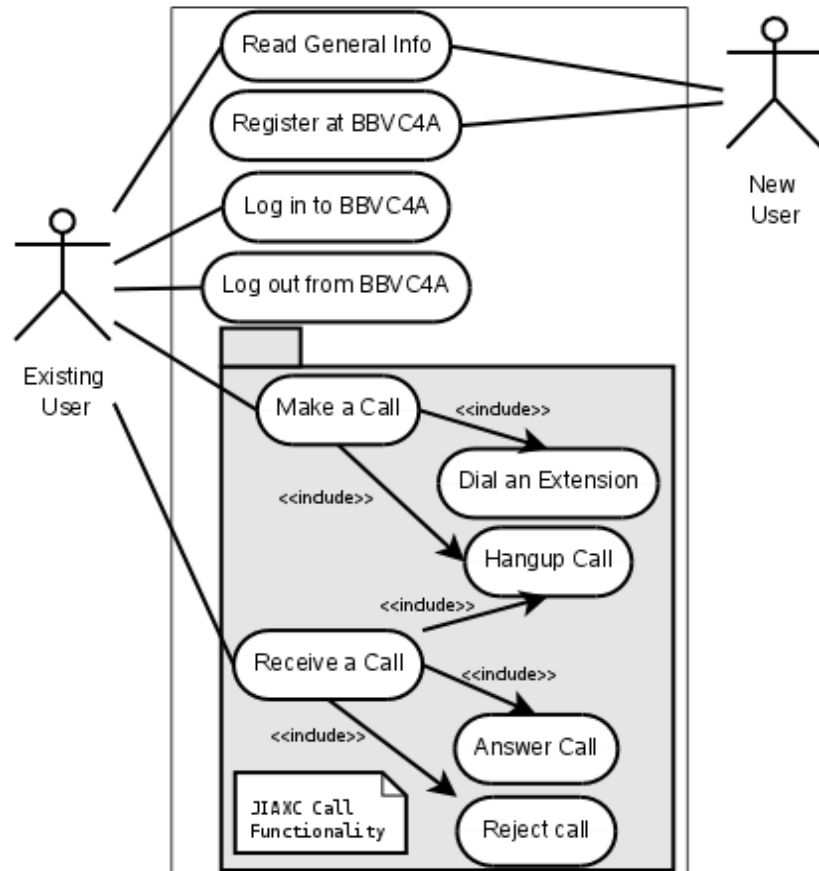 Read General Info
Register at BBVC4A
New
User
Log in to BBVC4A
Log out from BBVC4A
Existing
User
Make a Call
<<include>>
Dial an Extension
<<include>>
Hangup Call
<<include>>
Receive a Call
<<include>>
<<include>>
Answer Call
JIAXC Call
Functionality
Reject call